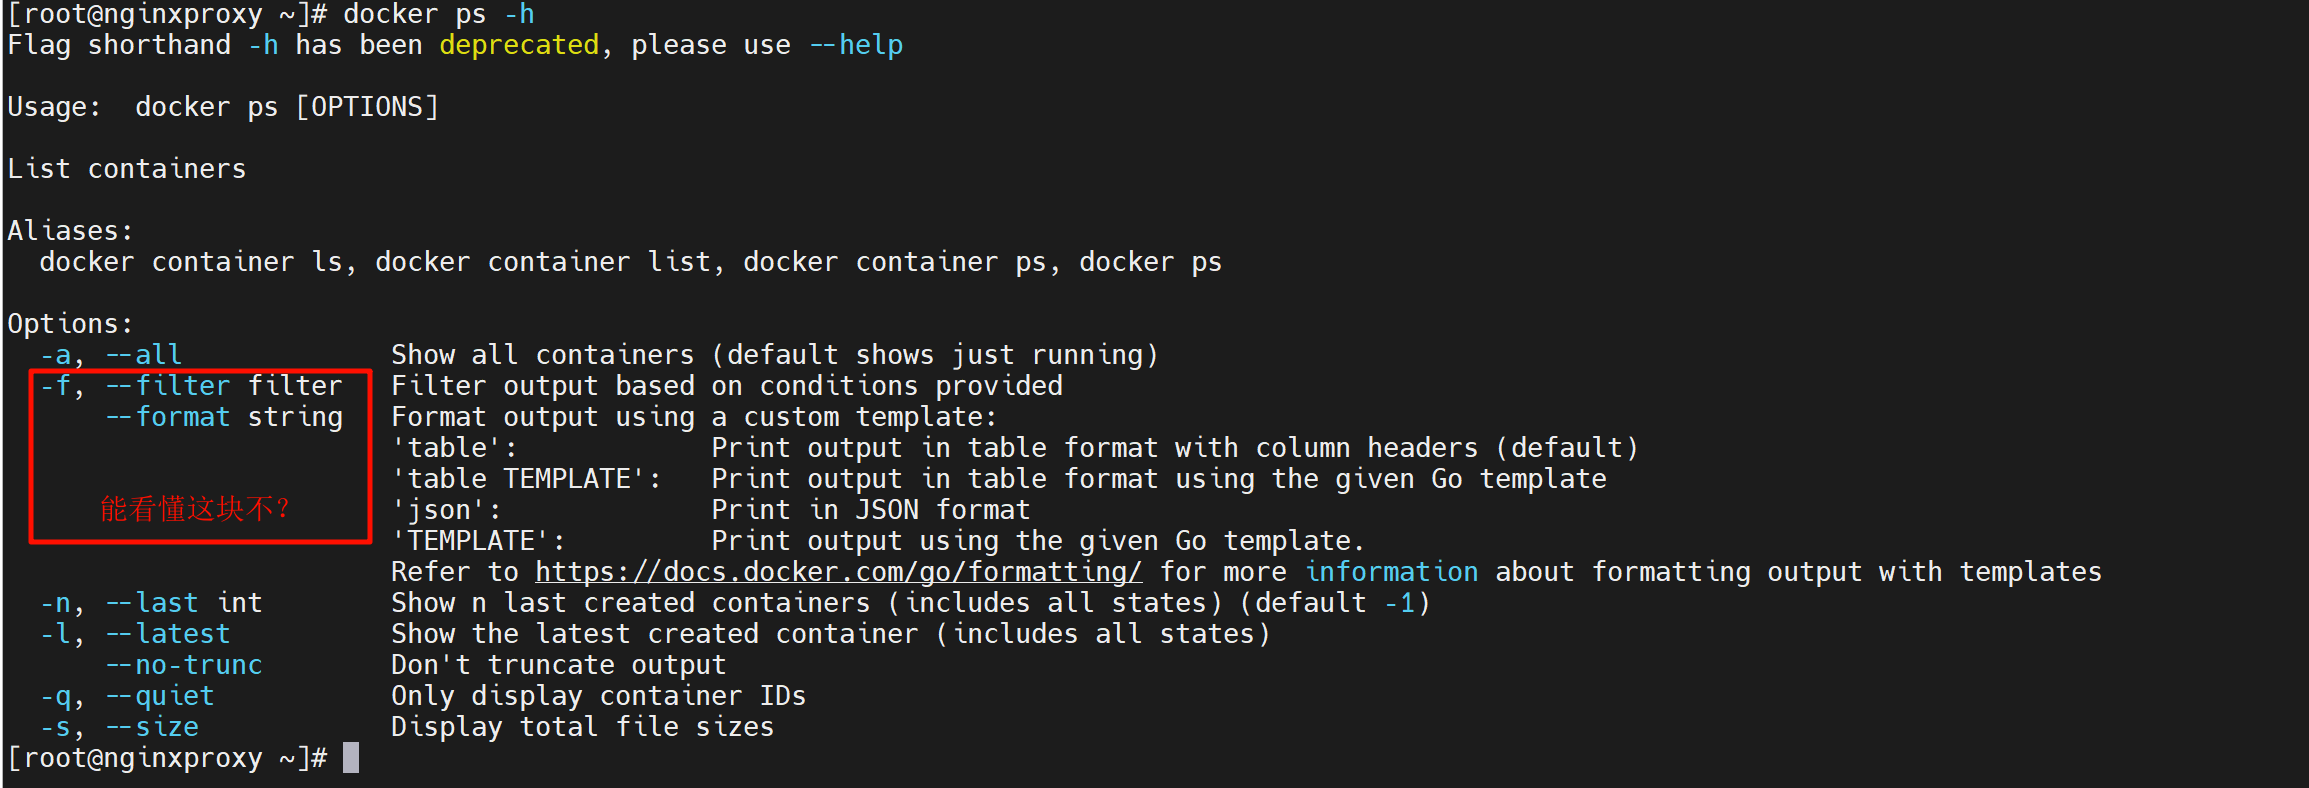 [root@nginxproxy ~]# docker ps -h
Flag shorthand -h has been deprecated, please use --help
Usage:  docker ps [OPTIONS]
List containers
Aliases:
  docker container ls, docker container list, docker container ps, docker ps
Options:
  -a, --all             Show all containers (default shows just running)
  -f, --filter filter   Filter output based on conditions provided
      --format string   Format output using a custom template:
                        'table':            Print output in table format with column headers (default)
                        'table TEMPLATE':   Print output in table format using the given Go template
能看懂这块不?           'json':             Print in JSON format
                        'TEMPLATE':         Print output using the given Go template.
                        Refer to https://docs.docker.com/go/formatting/ for more information about formatting output with templates
  -n, --last int        Show n last created containers (includes all states) (default -1)
  -l, --latest          Show the latest created container (includes all states)
      --no-trunc        Don't truncate output
  -q, --quiet           Only display container IDs
  -s, --size            Display total file sizes
[root@nginxproxy ~]#